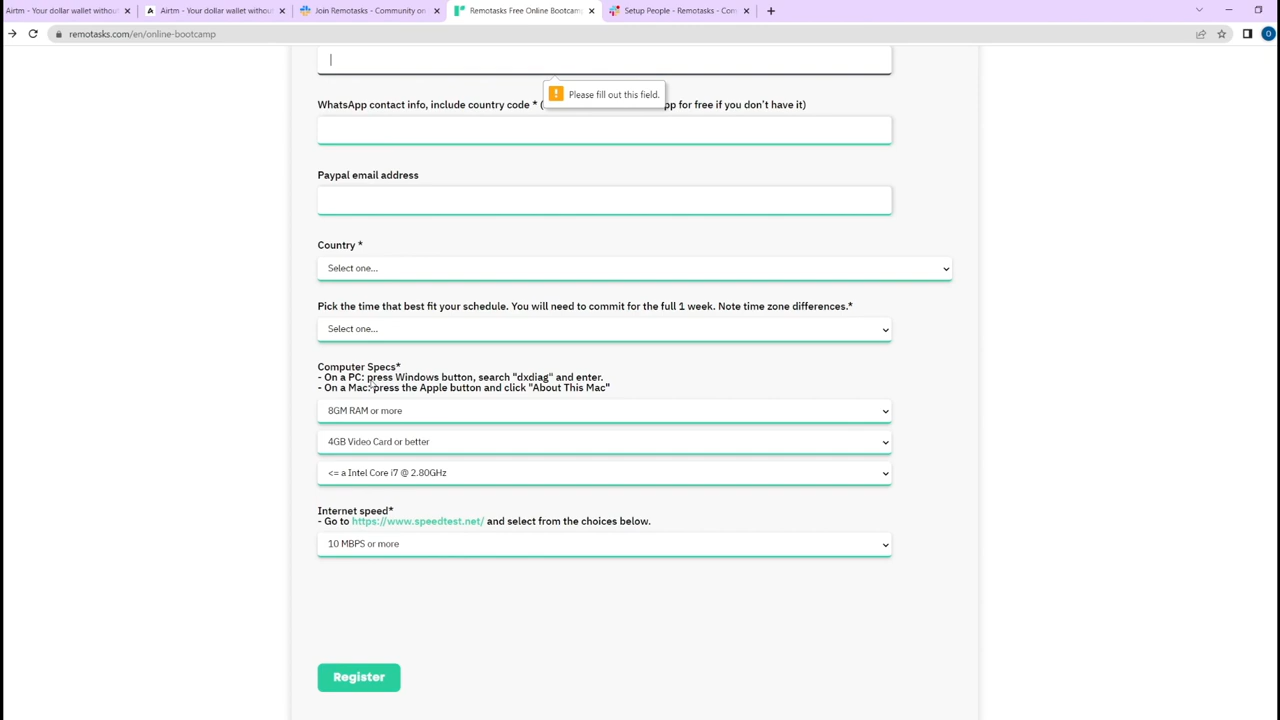 Airtm - Your dollar wallet without
Airtm - Your dollar wallet without
Join Remotasks - Community on
Remotasks Free Online Bootcamp
Setup People - Remotasks - Com
remotasks.com/en/online-bootcamp
O
Please fill out this field.
WhatsApp contact info, include country code * ( pp for free if you don't have it)
Paypal email address
Country *
Select one...
Pick the time that best fit your schedule. You will need to commit for the full 1 week. Note time zone differences.*
Select one...
Computer Specs*
- On a PC: press Windows button, search "dxdiag" and enter.
- On a Mac: press the Apple button and click "About This Mac"
8GM RAM or more
4GB Video Card or better
<= a Intel Core i7 @ 2.80GHz
Internet speed*
- Go to https://www.speedtest.net/ and select from the choices below.
10 MBPS or more
Register